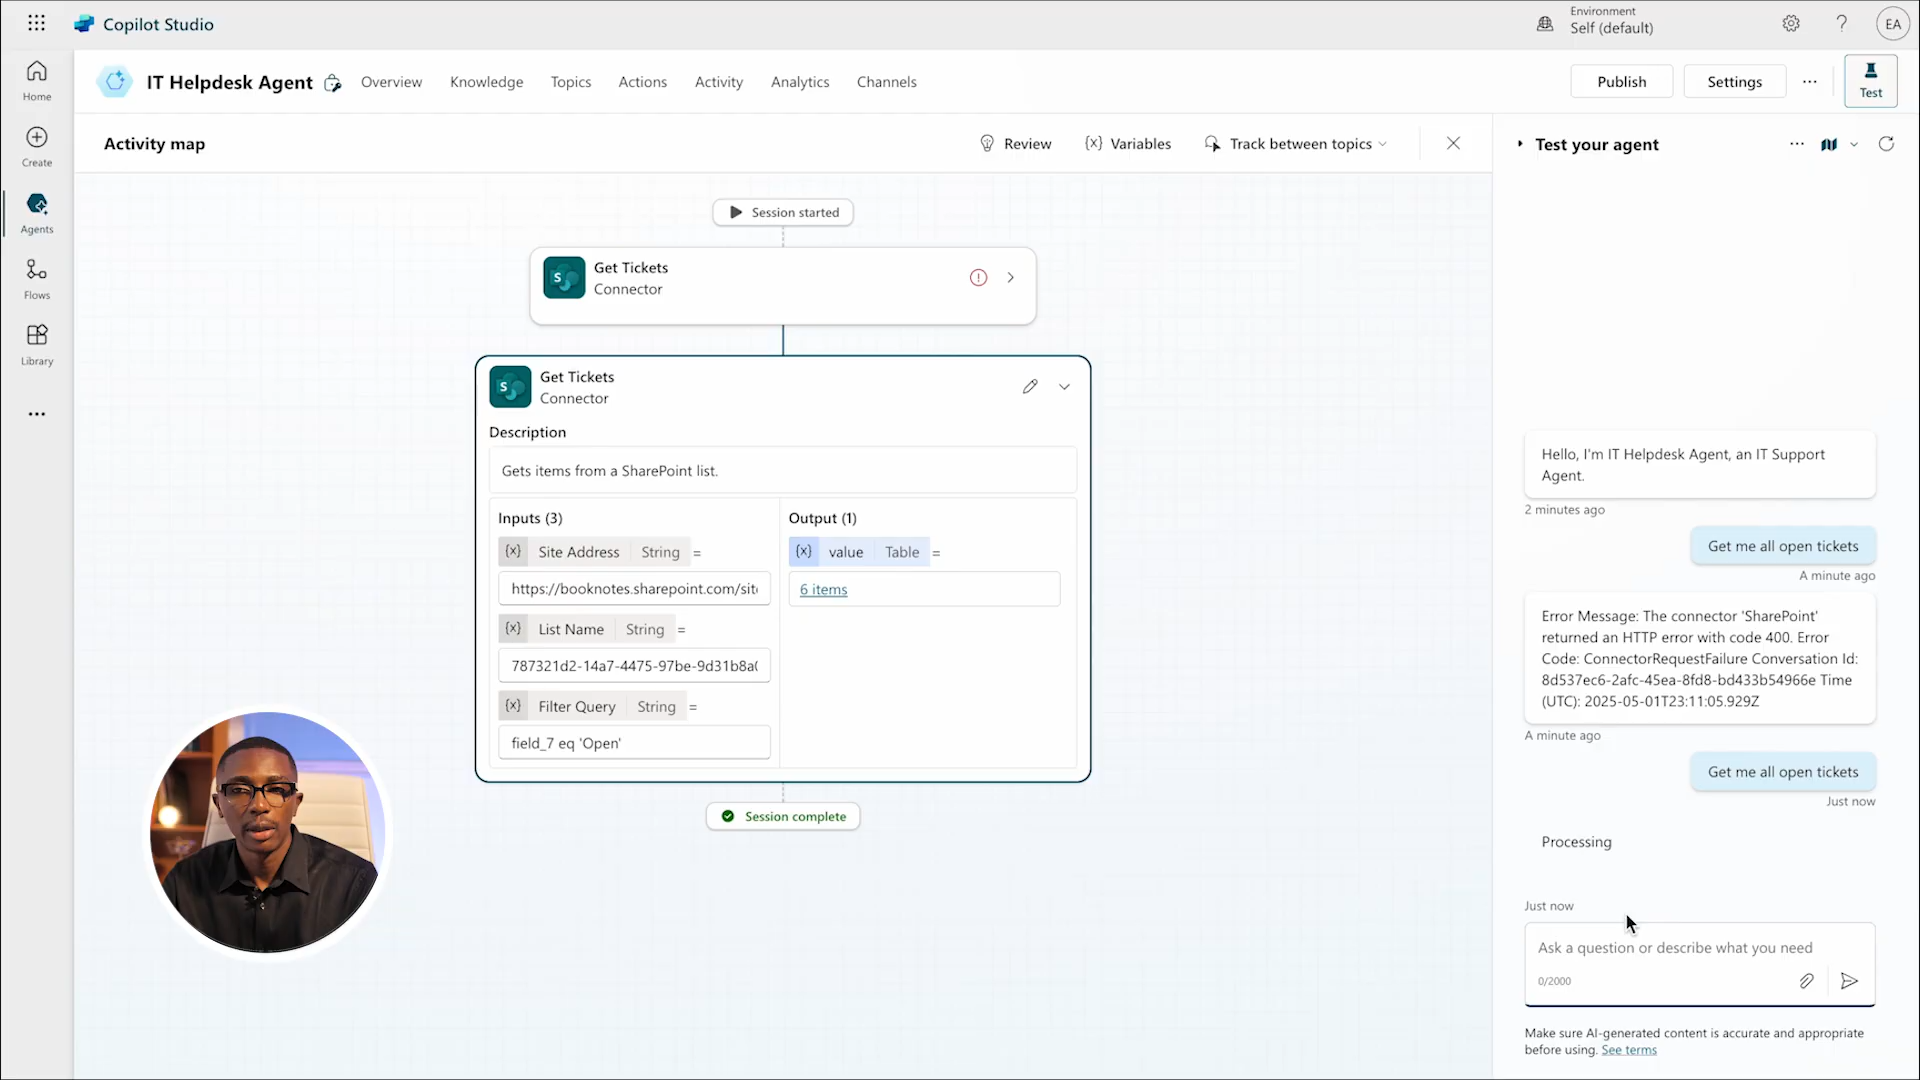 Copilot Studio
Environment
Self (default)
EA
Home
Create
Agents
Flows
Library
IT Helpdesk Agent
Overview
Knowledge
Topics
Actions
Activity
Analytics
Channels
Publish
Settings
Test
Activity map
Review
{x} Variables
Track between topics
Session started
Get Tickets
Connector
Get Tickets
Connector
Description
Gets items from a SharePoint list.
Inputs (3)
{x} Site Address String =
https://booknotes.sharepoint.com/sit
{x} List Name String =
787321d2-14a7-4475-97be-9d31b8a
{x} Filter Query String =
field_7 eq 'Open'
Output (1)
{x} value Table =
6 items
Session complete
Test your agent
Hello, I'm IT Helpdesk Agent, an IT Support
Agent.
2 minutes ago
Get me all open tickets
A minute ago
Error Message: The connector 'SharePoint'
returned an HTTP error with code 400. Error
Code: ConnectorRequestFailure Conversation Id:
8d537ec6-2afc-45ea-8fd8-bd433b54966e Time
(UTC): 2025-05-01T23:11:05.929Z
A minute ago
Get me all open tickets
Just now
Processing
Just now
Ask a question or describe what you need
0/2000
Make sure AI-generated content is accurate and appropriate
before using. See terms